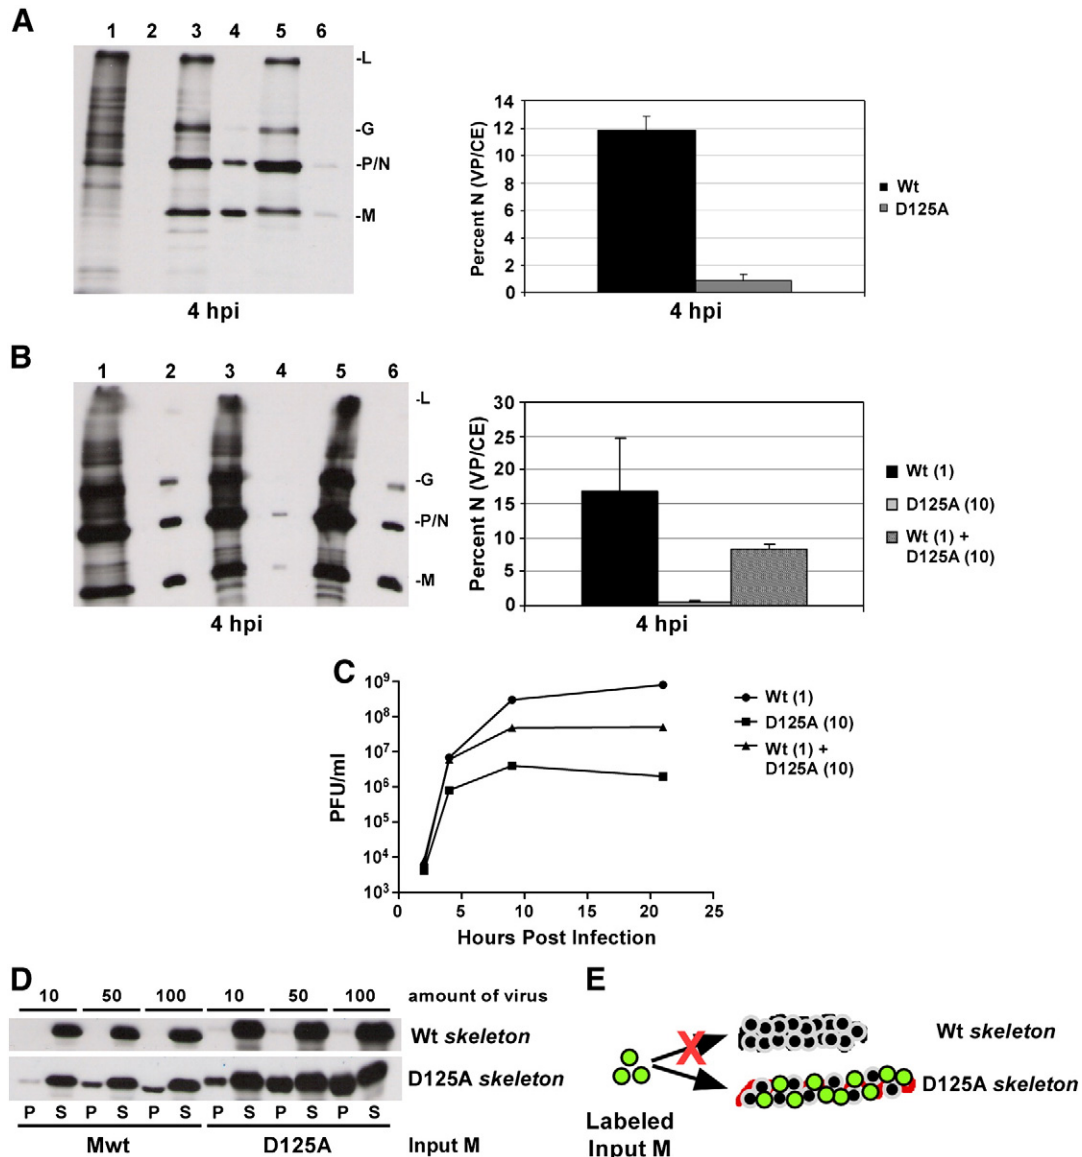 A
1 2 3 4 5 6
-L
-G
-P/N
-M
4 hpi
Percent N (VP/CE)
14
12
10
8
6
4
2
0
4 hpi
Wt
D125A
B
1 2 3 4 5 6
-L
-G
-P/N
-M
4 hpi
Percent N (VP/CE)
30
25
20
15
10
5
0
4 hpi
Wt (1)
D125A (10)
Wt (1) +
D125A (10)
C
PFU/ml
10⁹
10⁸
10⁷
10⁶
10⁵
10⁴
10³
0 5 10 15 20 25
Hours Post Infection
Wt (1)
D125A (10)
Wt (1) +
D125A (10)
D
10 50 100 10 50 100 amount of virus
Wt skeleton
D125A skeleton
P S P S P S P S P S P S
Mwt D125A Input M
E
X
Wt skeleton
D125A skeleton
Labeled
Input M